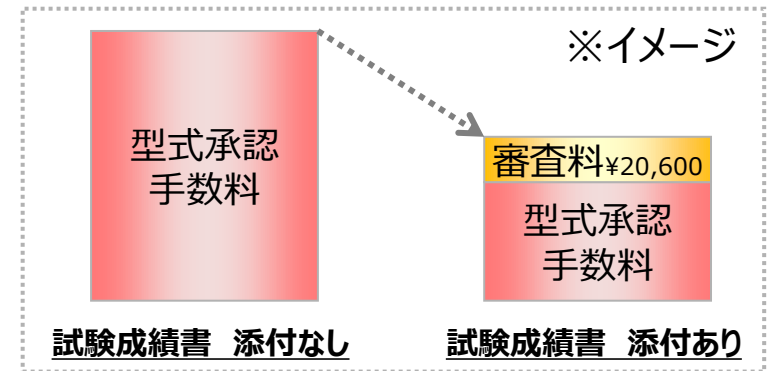 ※イメージ
型式承認
手数料
審査料¥20,600
型式承認
手数料
試験成績書　添付なし
試験成績書　添付あり